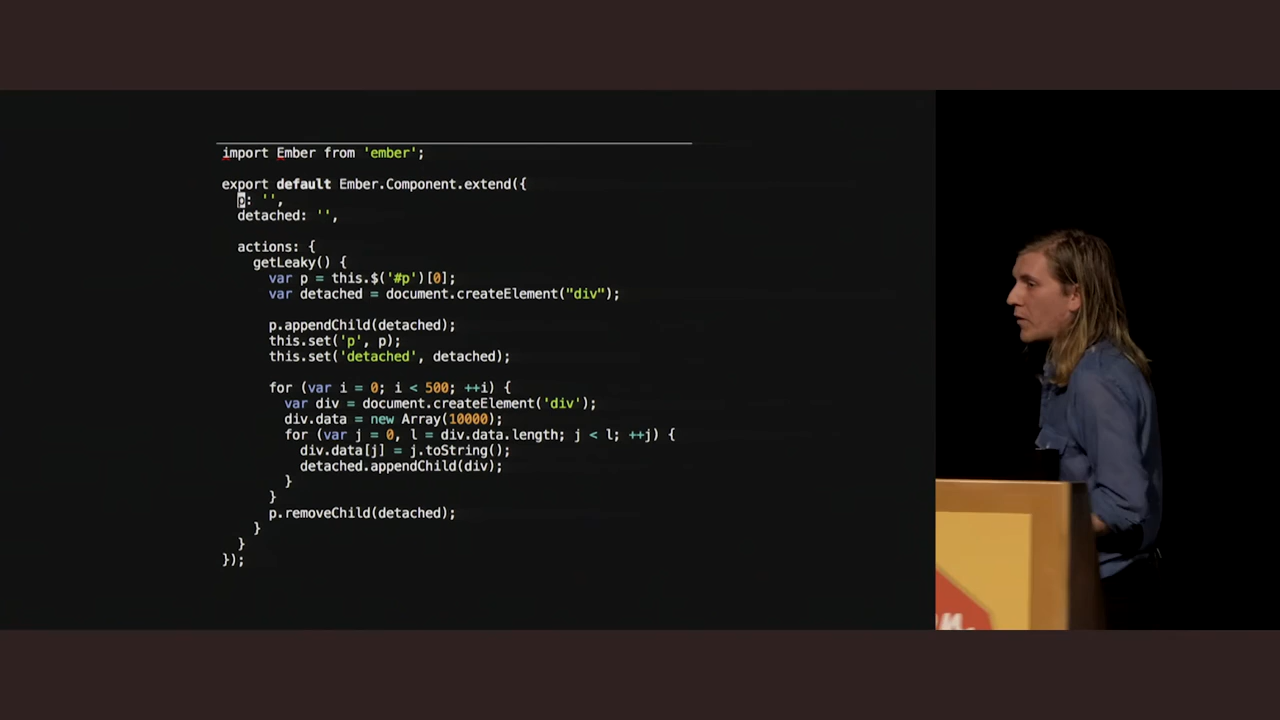 import Ember from 'ember';
export default Ember.Component.extend({
p: '',
detached: '',
actions: {
getLeaky() {
var p = this.$('#p')[0];
var detached = document.createElement("div");
p.appendChild(detached);
this.set('p', p);
this.set('detached', detached);
for (var i = 0; i < 500; ++i) {
var div = document.createElement('div');
div.data = new Array(10000);
for (var j = 0, l = div.data.length; j < l; ++j) {
div.data[j] = j.toString();
detached.appendChild(div);
}
}
p.removeChild(detached);
}
}
});